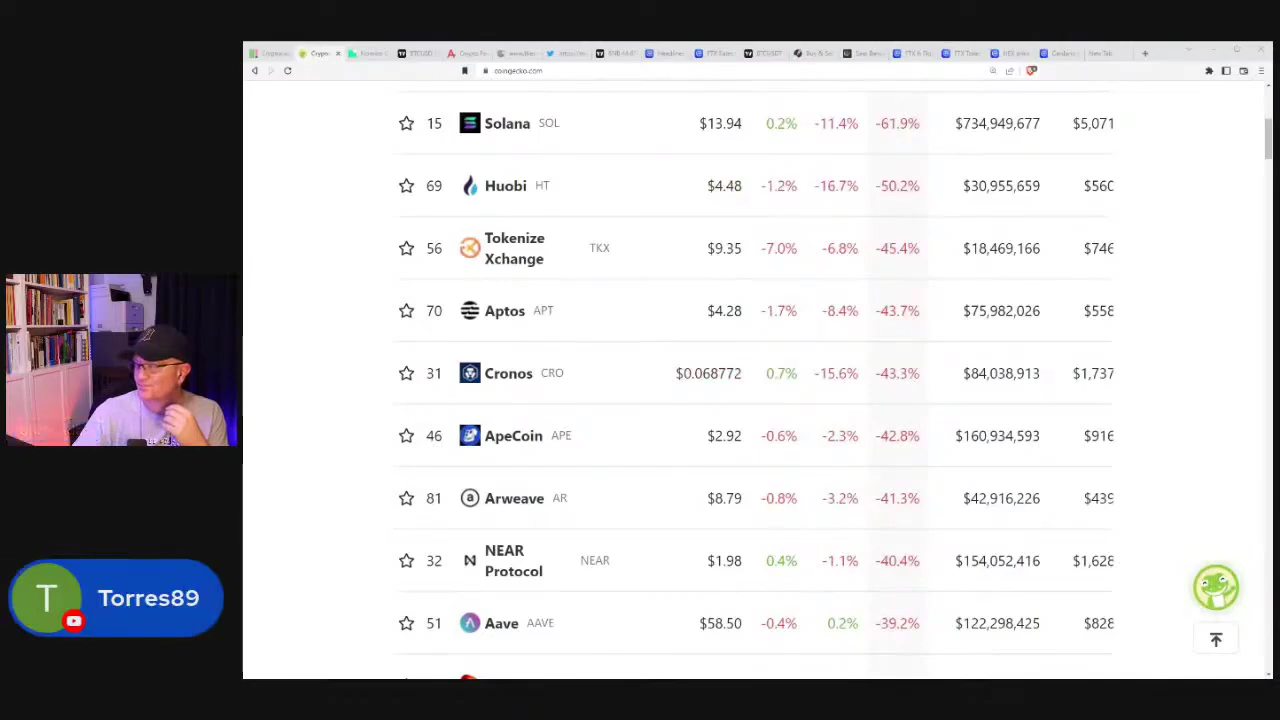 coingecko.com
15 Solana SOL $13.94 0.2% -11.4% -61.9% $734,949,677 $5,071
69 Huobi HT $4.48 -1.2% -16.7% -50.2% $30,955,659 $560
56 Tokenize Xchange TKX $9.35 -7.0% -6.8% -45.4% $18,469,166 $746
70 Aptos APT $4.28 -1.7% -8.4% -43.7% $75,982,026 $558
31 Cronos CRO $0.068772 0.7% -15.6% -43.3% $84,038,913 $1,737
46 ApeCoin APE $2.92 -0.6% -2.3% -42.8% $160,934,593 $916
81 Arweave AR $8.79 -0.8% -3.2% -41.3% $42,916,226 $439
32 NEAR Protocol NEAR $1.98 0.4% -1.1% -40.4% $154,052,416 $1,628
51 Aave AAVE $58.50 -0.4% 0.2% -39.2% $122,298,425 $828
T Torres89